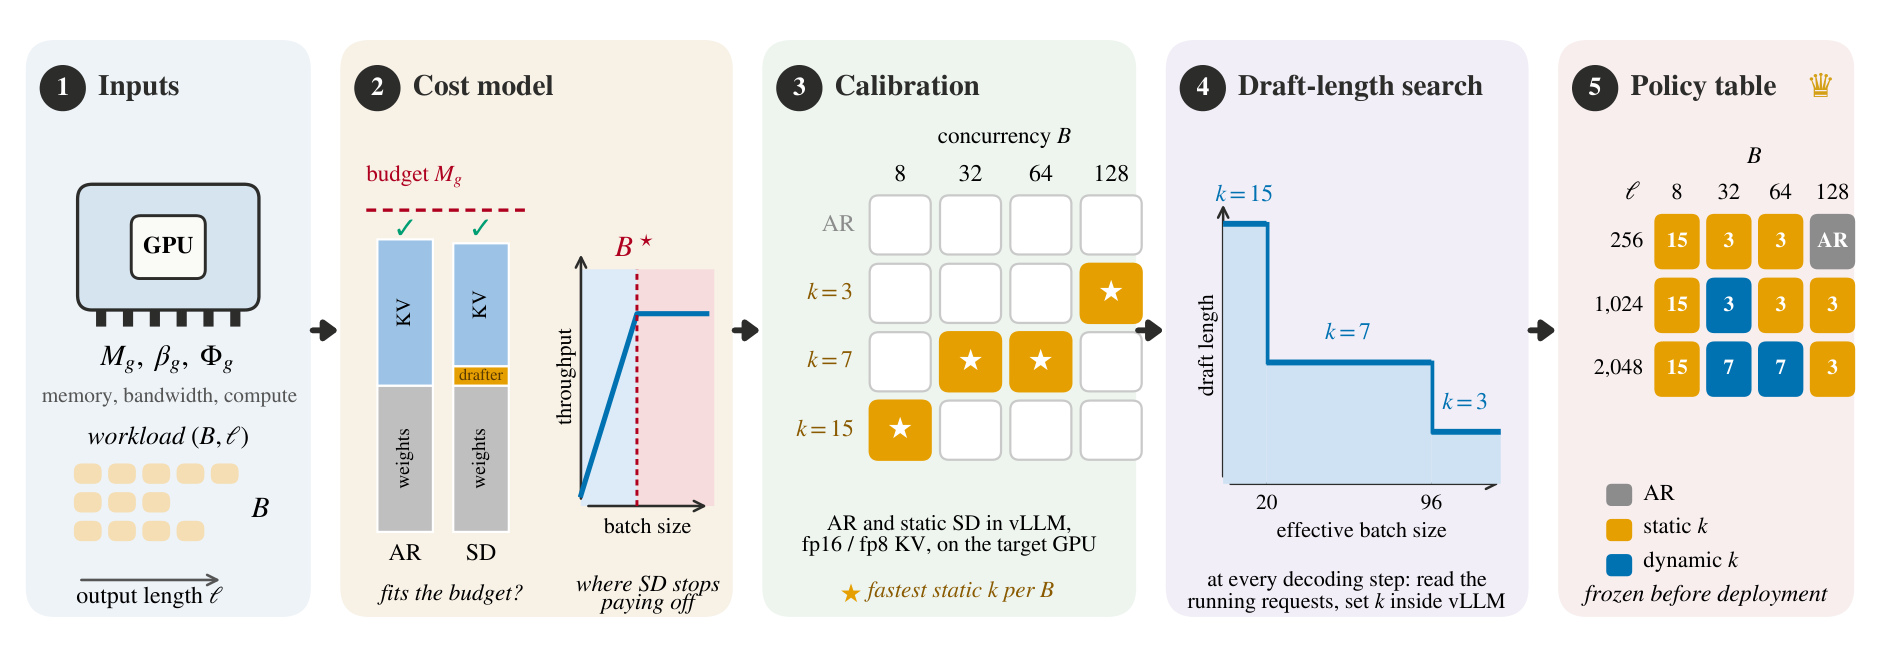 1 Inputs
GPU
M_g, β_g, Φ_g
memory, bandwidth, compute
workload (B, ℓ)
B
output length ℓ
2 Cost model
budget M_g
✓ ✓
KV KV
drafter
weights weights
AR SD
fits the budget?
B★
throughput
batch size
where SD stops
paying off
3 Calibration
concurrency B
8 32 64 128
AR
k = 3 ★
k = 7 ★ ★
k = 15 ★
AR and static SD in vLLM,
fp16 / fp8 KV, on the target GPU
★ fastest static k per B
4 Draft-length search
k = 15
k = 7
k = 3
draft length
20 96
effective batch size
at every decoding step: read the
running requests, set k inside vLLM
5 Policy table ♛
B
ℓ 8 32 64 128
256 15 3 3 AR
1,024 15 3 3 3
2,048 15 7 7 3
AR
static k
dynamic k
frozen before deployment